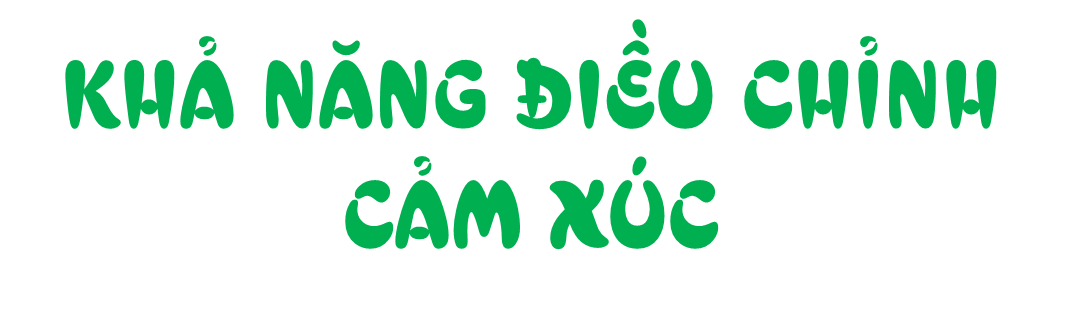 KHẢ NĂNG ĐIỀU CHỈNH
CẢM XÚC